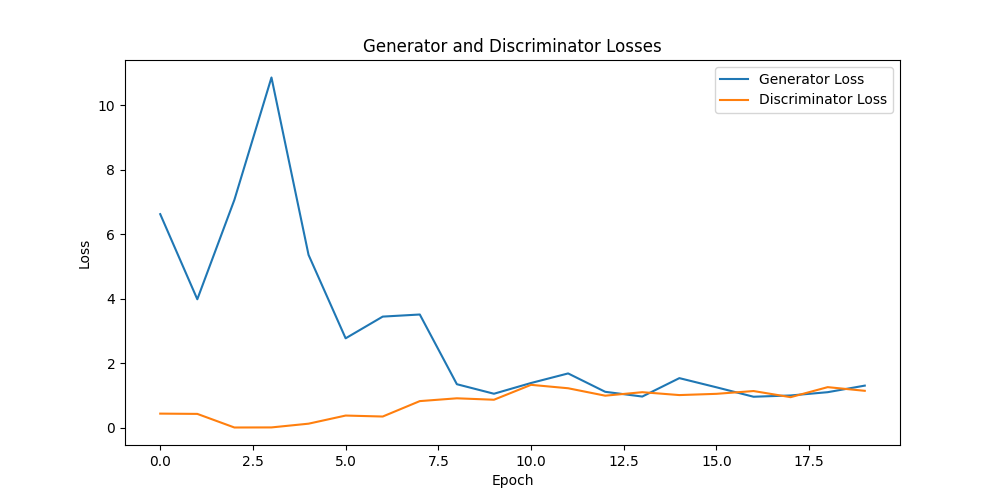 Generator and Discriminator Losses
Generator Loss
Discriminator Loss
Loss
10
8
6
4
2
0
0.0 2.5 5.0 7.5 10.0 12.5 15.0 17.5
Epoch